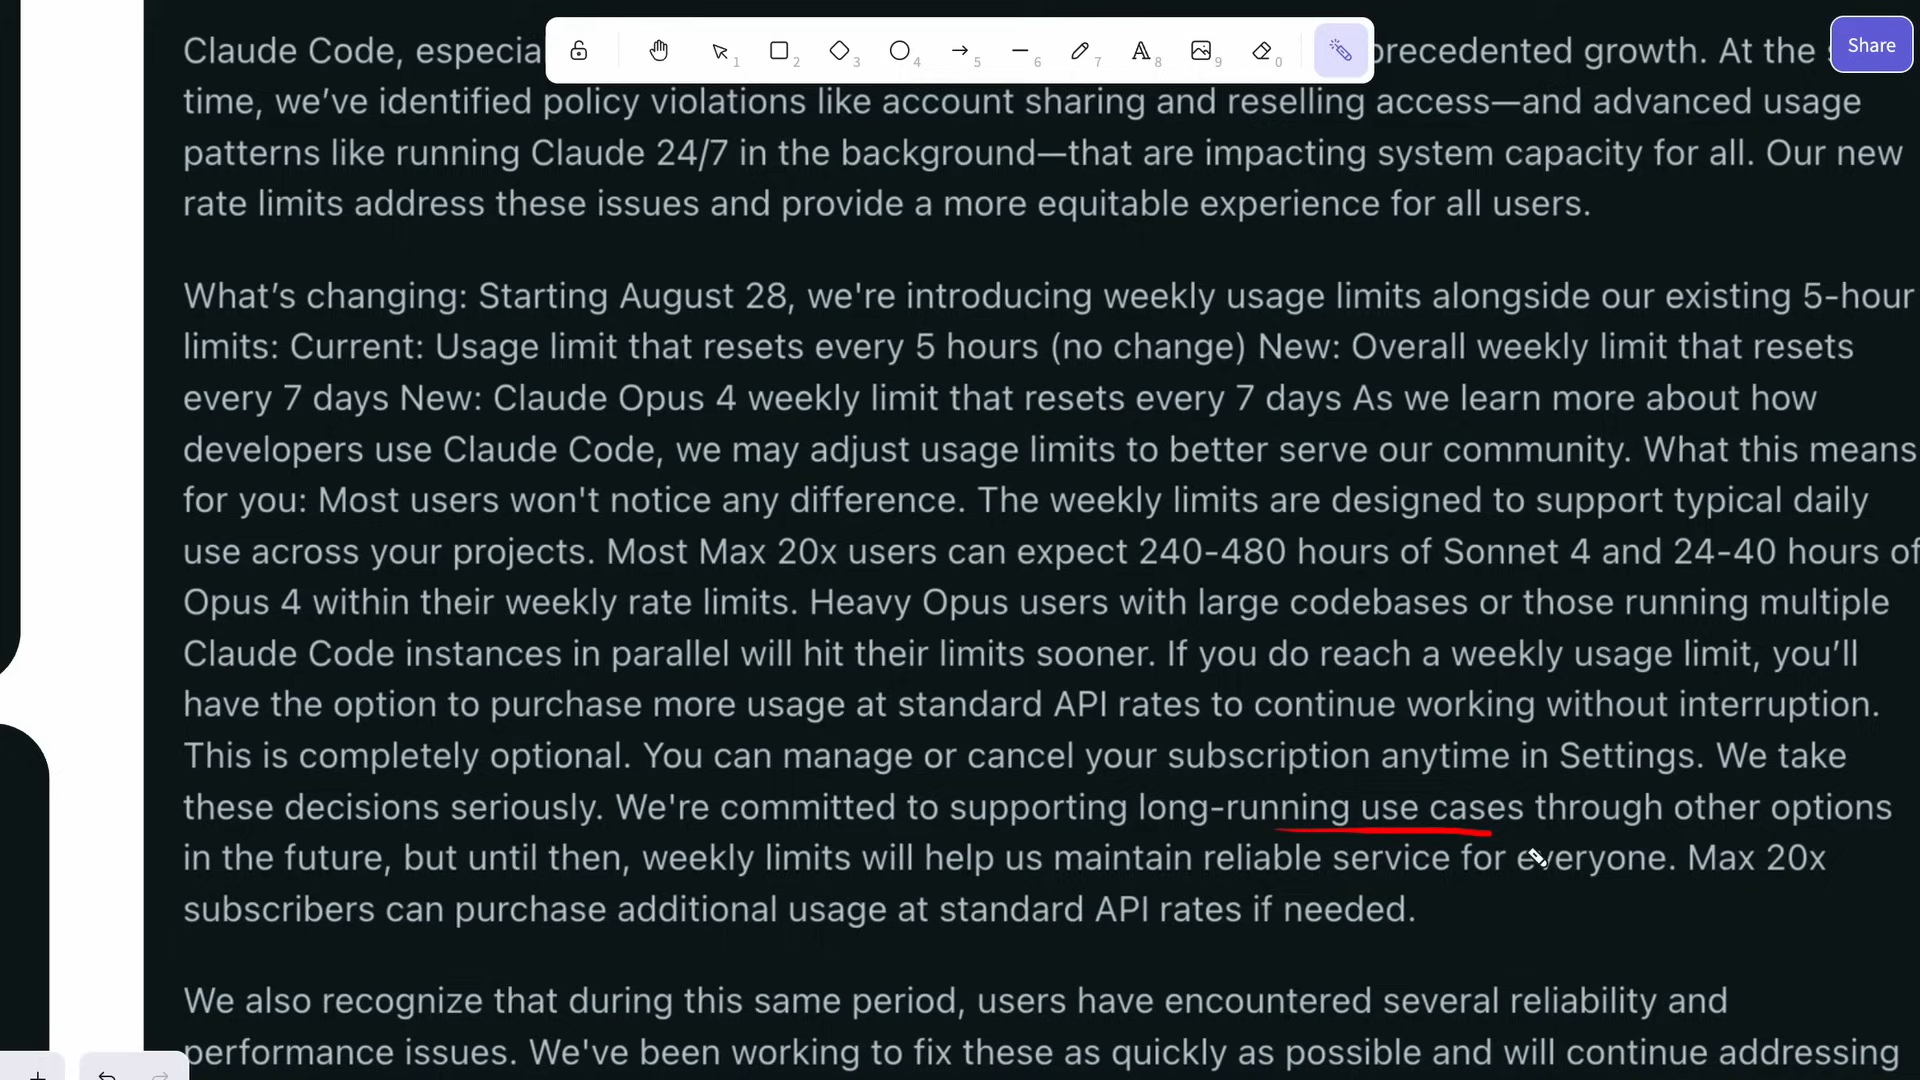 Claude Code, especia
precedented growth. At the
Share
1 2 3 4 5 6 7 8 9 0
time, we’ve identified policy violations like account sharing and reselling access—and advanced usage
patterns like running Claude 24/7 in the background—that are impacting system capacity for all. Our new
rate limits address these issues and provide a more equitable experience for all users.
What’s changing: Starting August 28, we're introducing weekly usage limits alongside our existing 5-hour
limits: Current: Usage limit that resets every 5 hours (no change) New: Overall weekly limit that resets
every 7 days New: Claude Opus 4 weekly limit that resets every 7 days As we learn more about how
developers use Claude Code, we may adjust usage limits to better serve our community. What this means
for you: Most users won't notice any difference. The weekly limits are designed to support typical daily
use across your projects. Most Max 20x users can expect 240-480 hours of Sonnet 4 and 24-40 hours of
Opus 4 within their weekly rate limits. Heavy Opus users with large codebases or those running multiple
Claude Code instances in parallel will hit their limits sooner. If you do reach a weekly usage limit, you’ll
have the option to purchase more usage at standard API rates to continue working without interruption.
This is completely optional. You can manage or cancel your subscription anytime in Settings. We take
these decisions seriously. We're committed to supporting long-running use cases through other options
in the future, but until then, weekly limits will help us maintain reliable service for everyone. Max 20x
subscribers can purchase additional usage at standard API rates if needed.
We also recognize that during this same period, users have encountered several reliability and
performance issues. We've been working to fix these as quickly as possible and will continue addressing